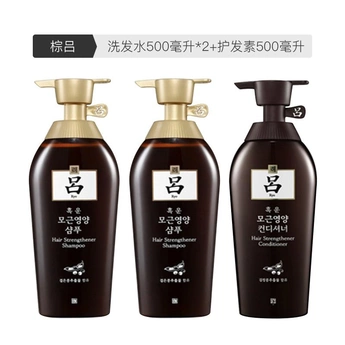 棕吕
洗发水500毫升*2+护发素500毫升
呂
Ryo
흑운
모근영양
샴푸
Hair Strengthener
Shampoo
呂
Ryo
흑운
모근영양
샴푸
Hair Strengthener
Shampoo
呂
Ryo
흑운
모근영양
컨디셔너
Hair Strengthener
Conditioner